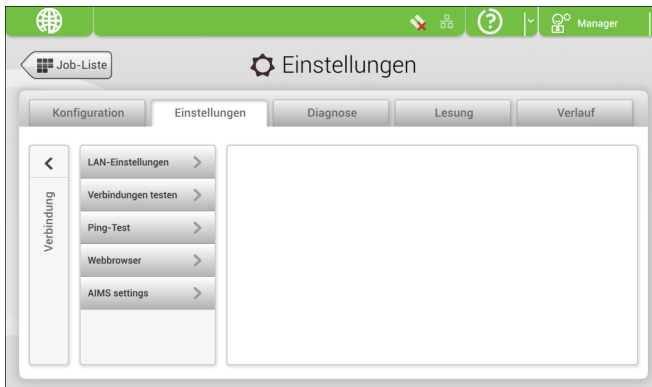 Manager
Job-Liste
Einstellungen
Konfiguration
Einstellungen
Diagnose
Lesung
Verlauf
Verbindung
LAN-Einstellungen
Verbindungen testen
Ping-Test
Webbrowser
AIMS settings